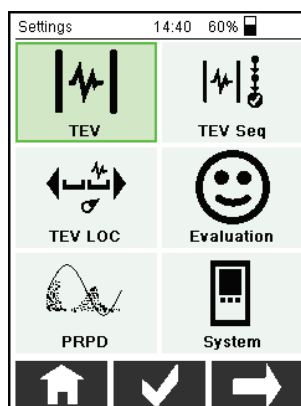 Settings 14:40 60%
TEV TEV Seq
TEV LOC Evaluation
PRPD System